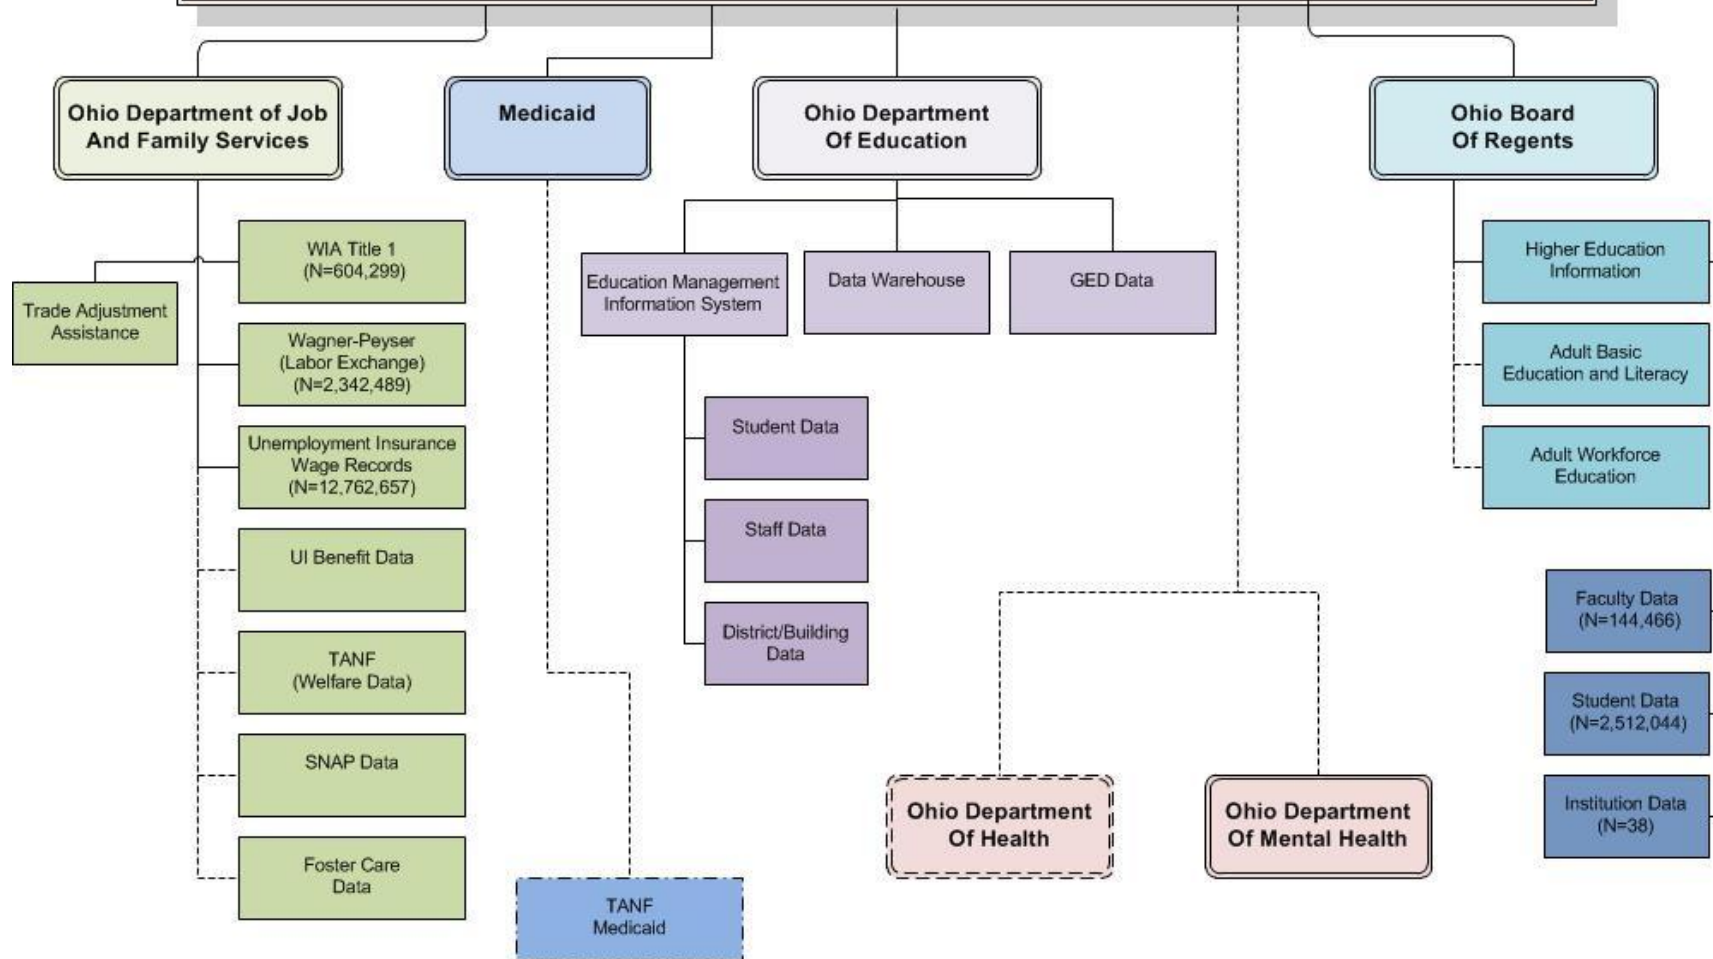 Ohio Department of Job
And Family Services
Medicaid
Ohio Department
Of Education
Ohio Board
Of Regents
WIA Title 1
(N=604,299)
Trade Adjustment
Assistance
Wagner-Peyser
(Labor Exchange)
(N=2,342,489)
Unemployment Insurance
Wage Records
(N=12,762,657)
UI Benefit Data
TANF
(Welfare Data)
SNAP Data
Foster Care
Data
TANF
Medicaid
Education Management
Information System
Data Warehouse
GED Data
Student Data
Staff Data
District/Building
Data
Ohio Department
Of Health
Ohio Department
Of Mental Health
Higher Education
Information
Adult Basic
Education and Literacy
Adult Workforce
Education
Faculty Data
(N=144,466)
Student Data
(N=2,512,044)
Institution Data
(N=38)